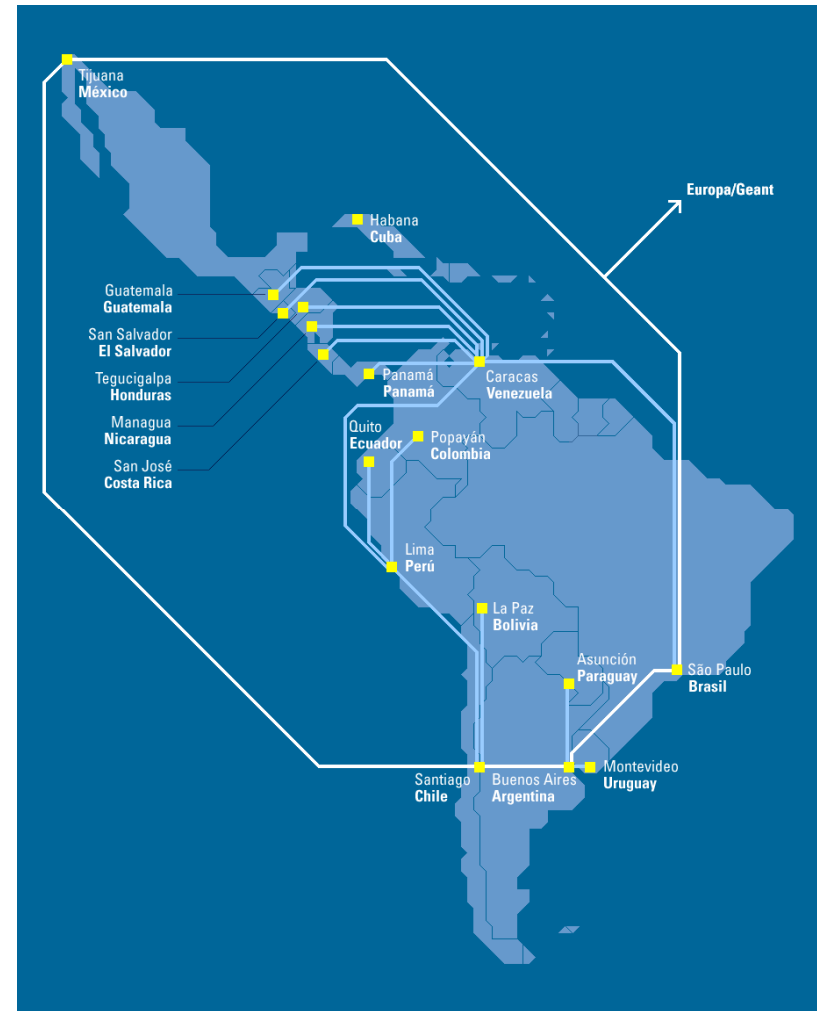 Tijuana
México
Europa/Geant
Habana
Cuba
Guatemala
Guatemala
San Salvador
El Salvador
Tegucigalpa
Honduras
Managua
Nicaragua
San José
Costa Rica
Panamá
Panamá
Caracas
Venezuela
Quito
Ecuador
Popayán
Colombia
Lima
Perú
La Paz
Bolivia
Asunción
Paraguay
São Paulo
Brasil
Santiago
Chile
Buenos Aires
Argentina
Montevideo
Uruguay